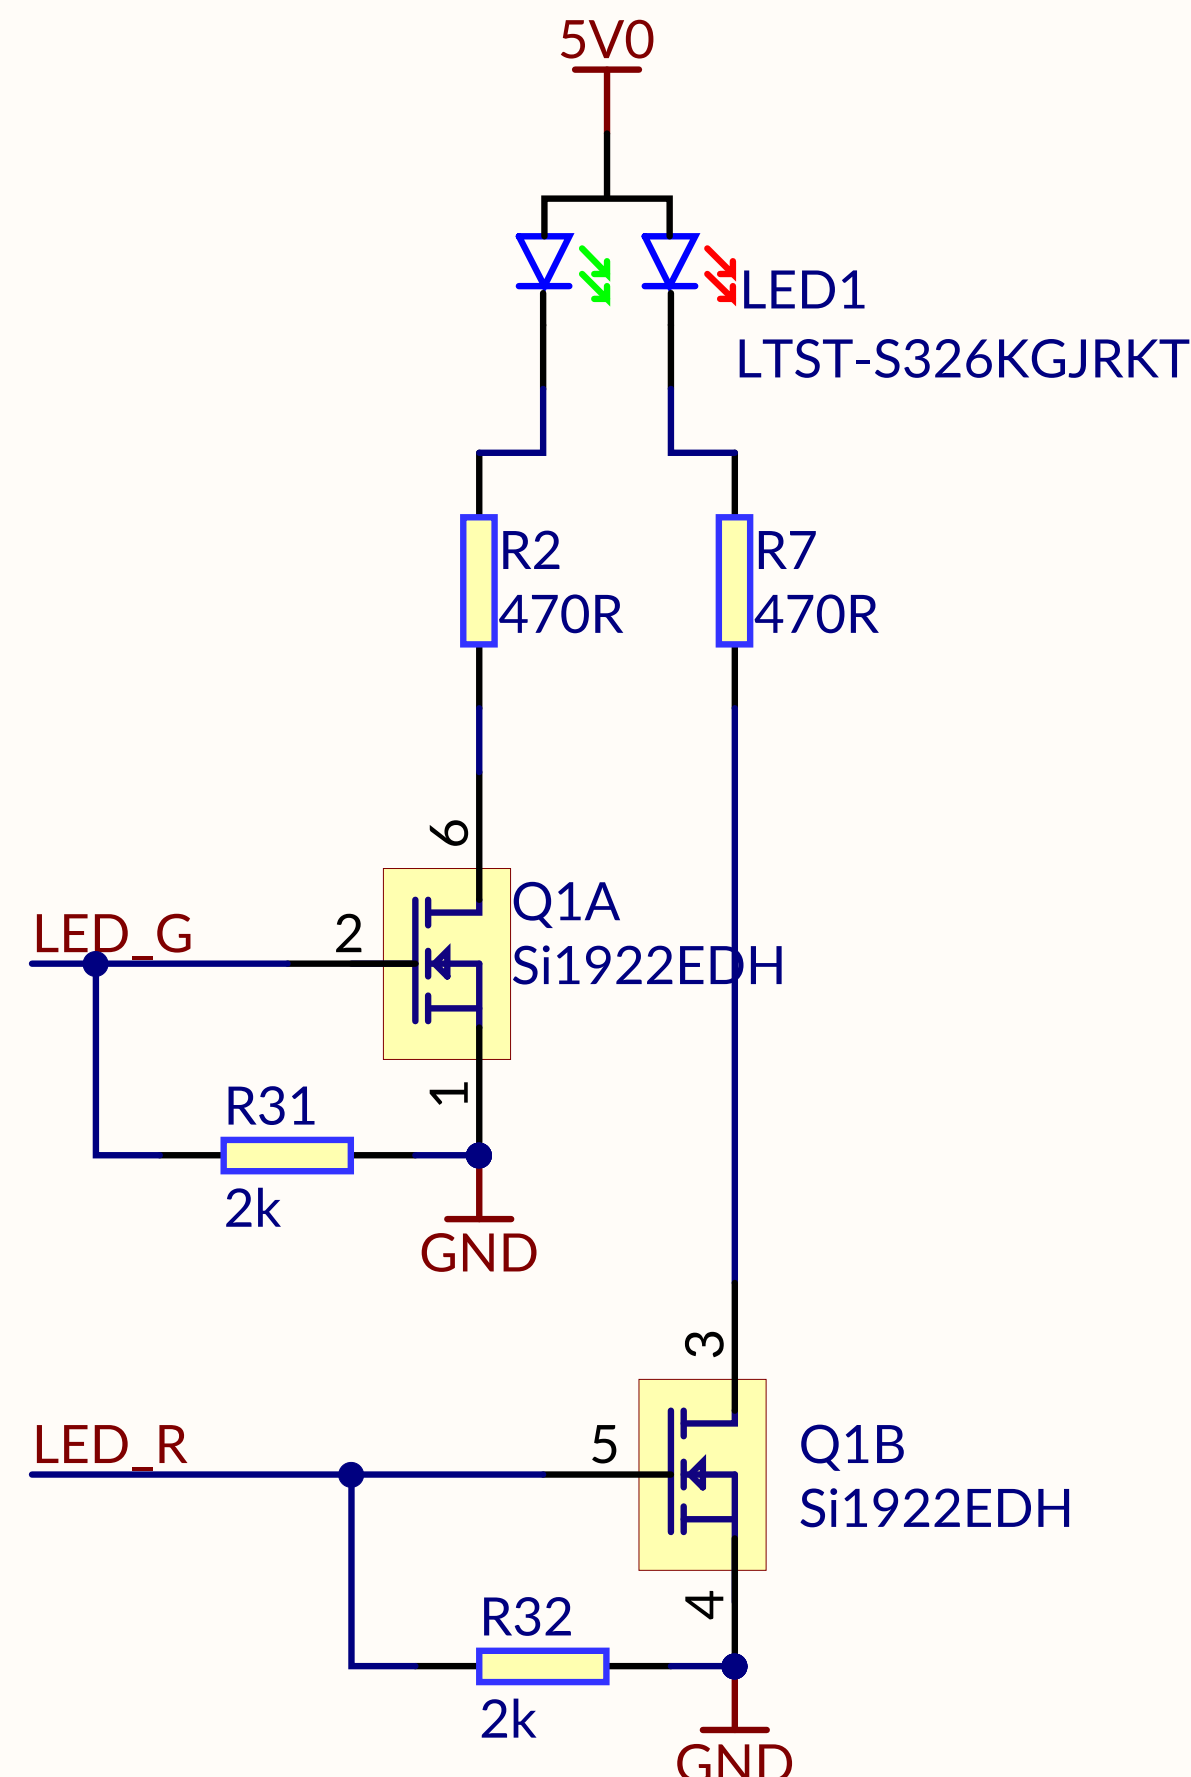 5V0
LED1
LTST-S326KGJRKT
R2
470R
R7
470R
6
Q1A
Si1922EDH
LED_G
2
1
R31
2k
GND
3
LED_R
5
Q1B
Si1922EDH
4
R32
2k
GND